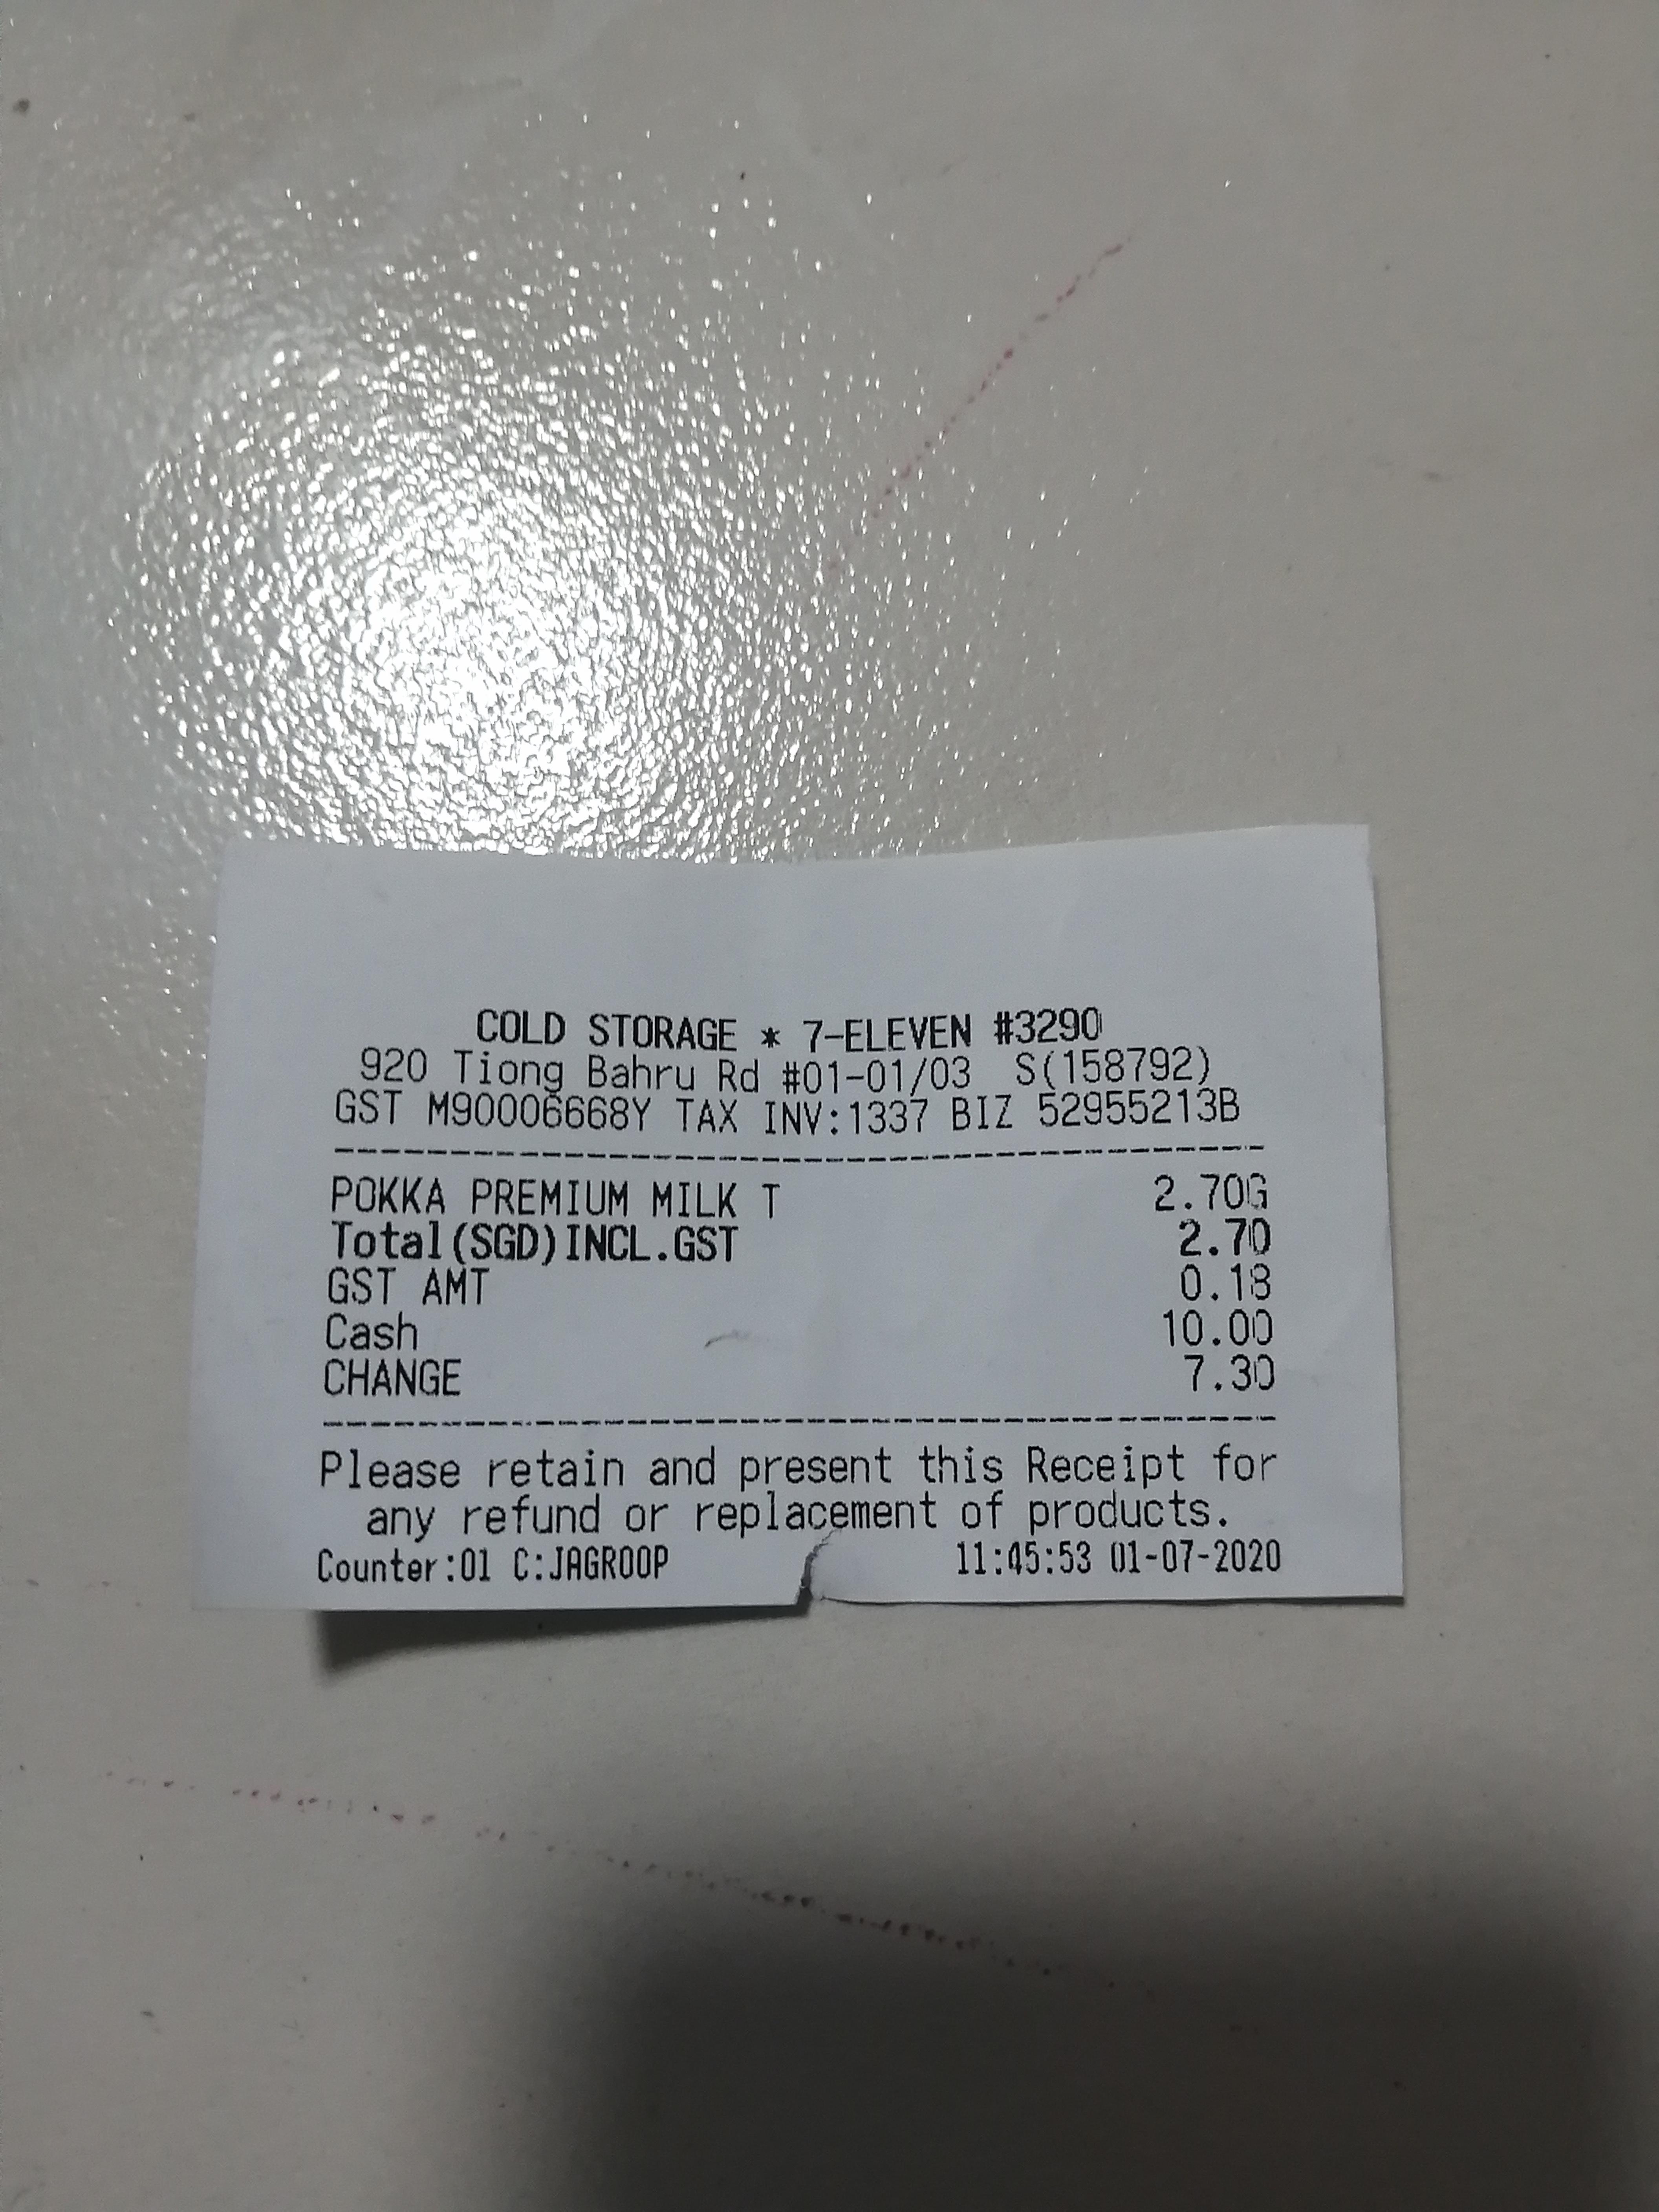 COLD STORAGE * 7-ELEVEN #3290
920 Tiong Bahru Rd #01-01/03 S(158792)
GST M90006668Y TAX INV:1337 BIZ 52955213B
POKKA PREMIUM MILK T 2.70G
Total(SGD)INCL.GST 2.70
GST AMT 0.18
Cash 10.00
CHANGE 7.30
Please retain and present this Receipt for
any refund or replacement of products.
Counter:01 C:JAGROOP 11:45:53 01-07-2020